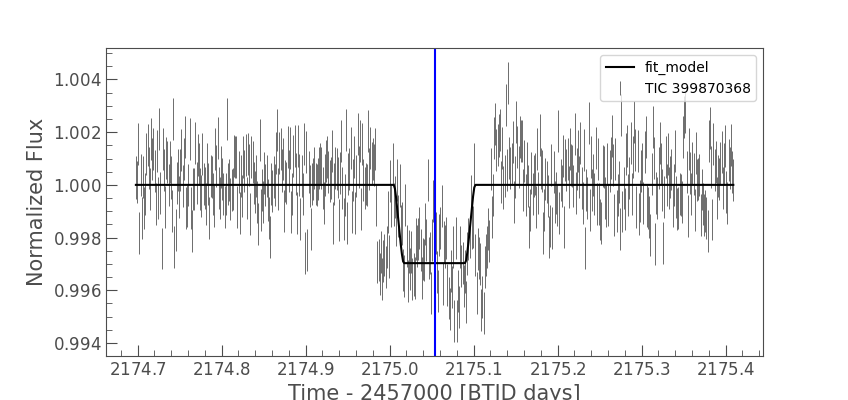 fit_model
TIC 399870368
Normalized Flux
1.004
1.002
1.000
0.998
0.996
0.994
2174.7 2174.8 2174.9 2175.0 2175.1 2175.2 2175.3 2175.4
Time - 2457000 [BTJD days]